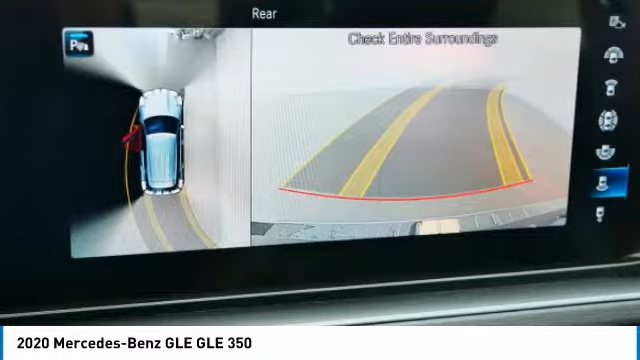 Rear
P
Check Entire Surroundings
2020 Mercedes-Benz GLE GLE 350